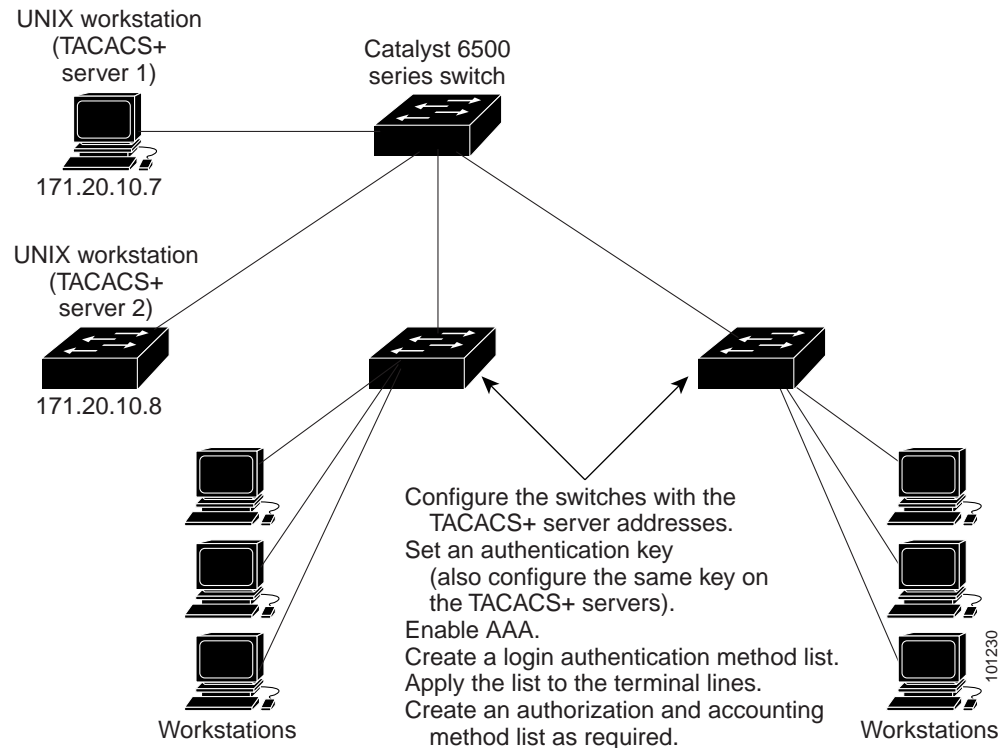 UNIX workstation
(TACACS+
server 1)
Catalyst 6500
series switch
171.20.10.7
UNIX workstation
(TACACS+
server 2)
171.20.10.8
Configure the switches with the
TACACS+ server addresses.
Set an authentication key
(also configure the same key on
the TACACS+ servers).
Enable AAA.
Create a login authentication method list.
Apply the list to the terminal lines.
Create an authorization and accounting
method list as required.
Workstations
Workstations
101230